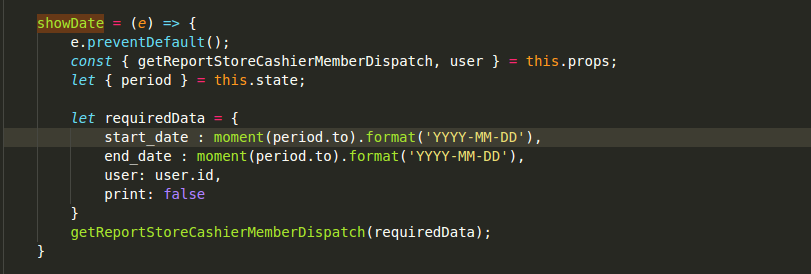 showDate = (e) => {
e.preventDefault();
const { getReportStoreCashierMemberDispatch, user } = this.props;
let { period } = this.state;
let requiredData = {
start_date : moment(period.to).format('YYYY-MM-DD'),
end_date : moment(period.to).format('YYYY-MM-DD'),
user: user.id,
print: false
}
getReportStoreCashierMemberDispatch(requiredData);
}